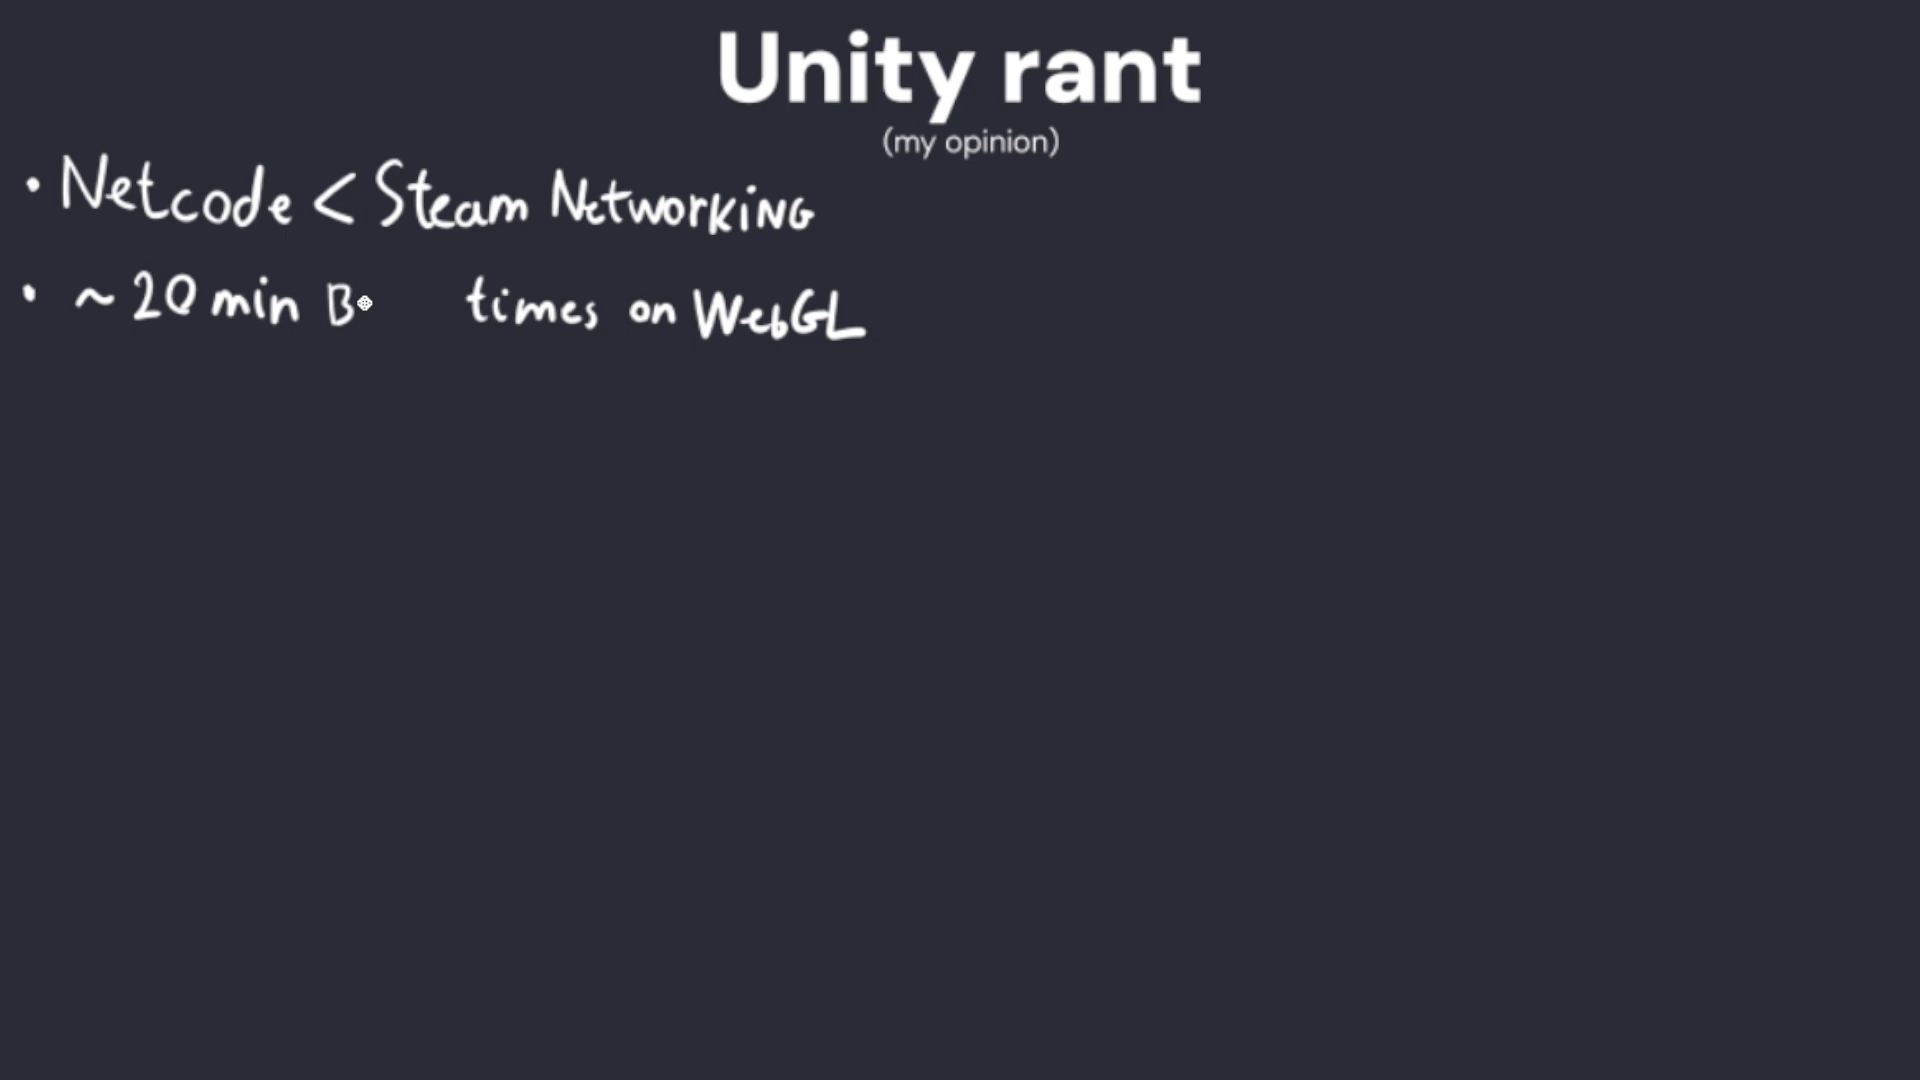 Unity rant
(my opinion)
• Netcode < Steam Networking
• ~20 min B times on WebGL